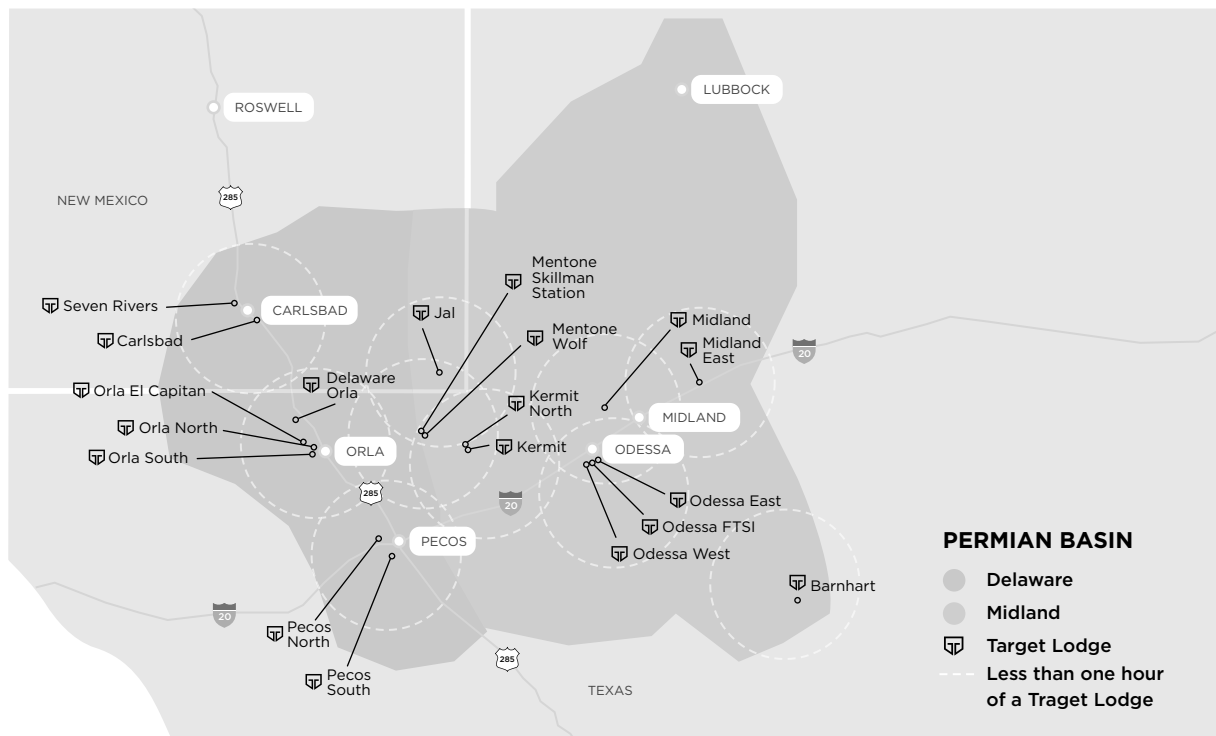 LUBBOCK
ROSWELL
NEW MEXICO
285
Mentone
Skillman
Station
Seven Rivers
CARLSBAD
Jal
Midland
Carlsbad
Mentone
Wolf
Midland
East
20
Orla El Capitan
Delaware
Orla
Kermit
North
MIDLAND
Orla North
Kermit
ODESSA
Orla South
ORLA
285
20
Odessa East
Odessa FTSI
PECOS
Odessa West
PERMIAN BASIN
Delaware
Midland
Target Lodge
Less than one hour
of a Traget Lodge
Barnhart
20
Pecos
North
285
Pecos
South
TEXAS